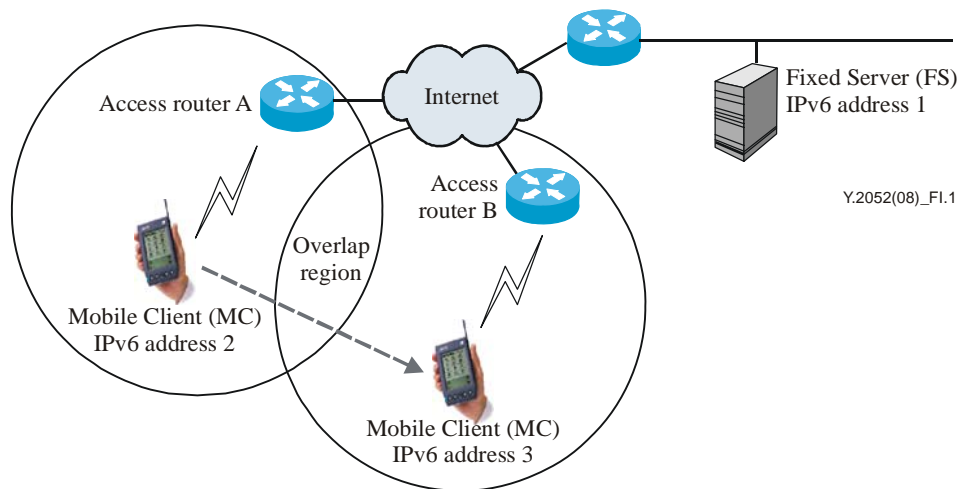 Access router A
Internet
Fixed Server (FS)
IPv6 address 1
Access
router B
Y.2052(08)_FI.1
Overlap
region
Mobile Client (MC)
IPv6 address 2
Mobile Client (MC)
IPv6 address 3